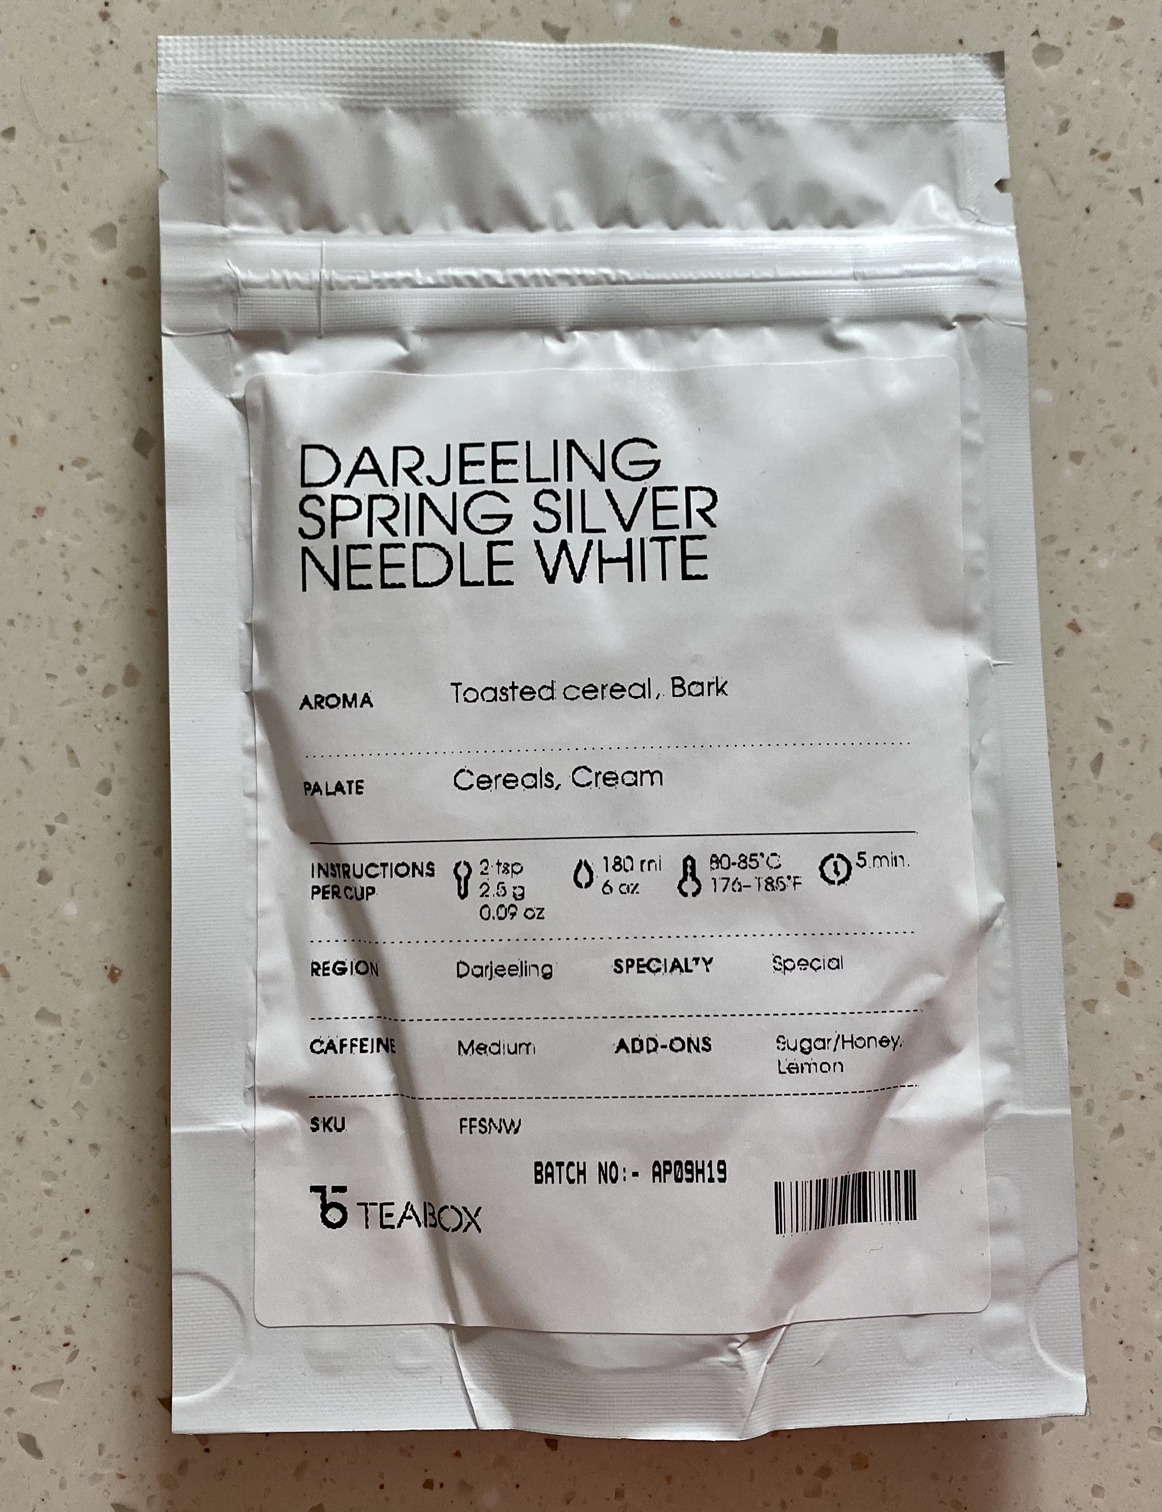 DARJEELING
SPRING SILVER
NEEDLE WHITE
AROMA Toasted cereal, Bark
PALATE Cereals, Cream
INSTRUCTIONS PER CUP
2 tsp
2.5 g
0.09 oz
180 ml
6 oz
80-85°C
176-185°F
5 min.
REGION Darjeeling SPECIALTY Special
CAFFEINE Medium ADD-ONS Sugar/Honey,
Lemon
SKU FFSNW
BATCH NO:- AP09H19
TEABOX